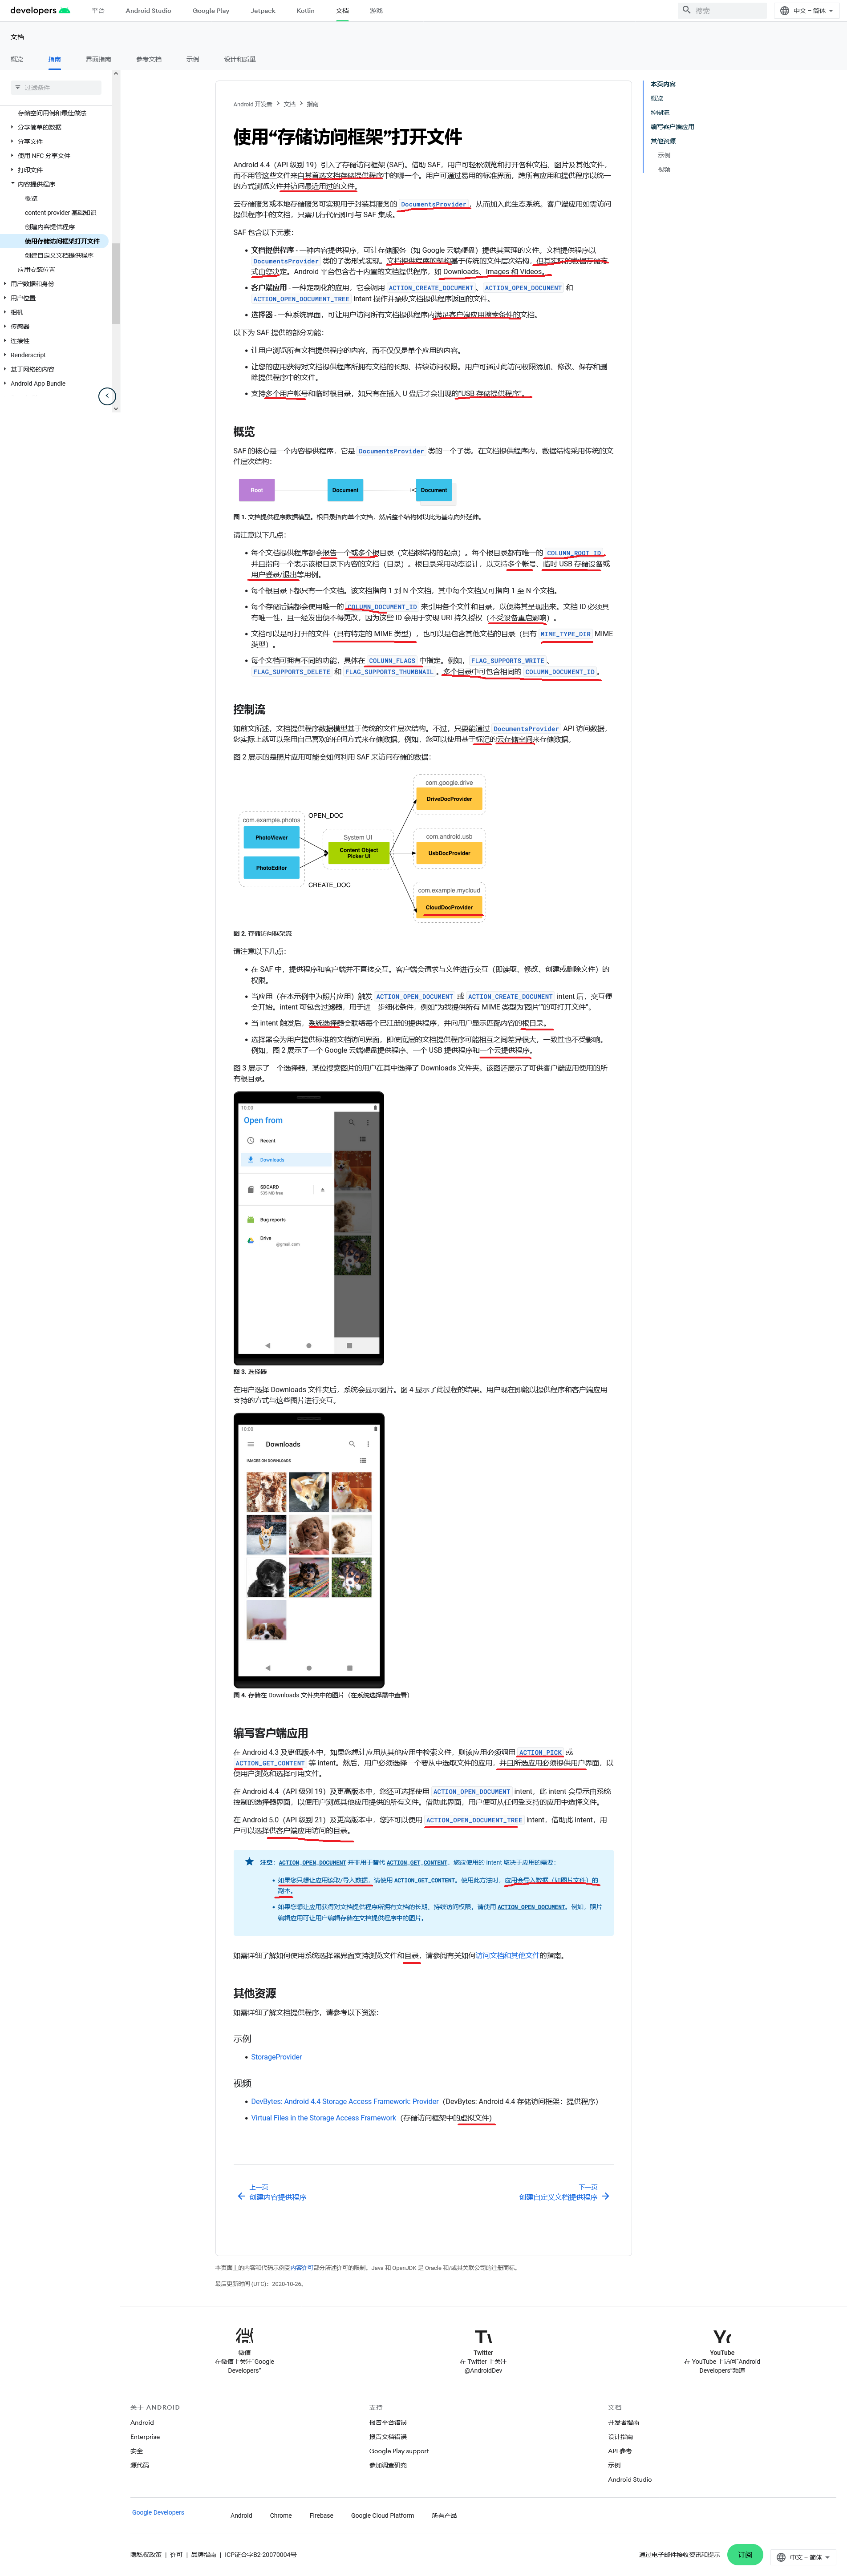 developers 平台 Android Studio Google Play Jetpack Kotlin 文档 游戏 搜索 中文 – 简体
文档
概览 指南 界面指南 参考文档 示例 设计和质量
过滤条件
存储空间用例和最佳做法
分享简单的数据
分享文件
使用 NFC 分享文件
打印文件
内容提供程序
概览
content provider 基础知识
创建内容提供程序
使用存储访问框架打开文件
创建自定义文档提供程序
应用安装位置
用户数据和身份
用户位置
相机
传感器
连接性
Renderscript
基于网络的内容
Android App Bundle
本页内容
概览
控制流
编写客户端应用
其他资源
示例
视频
Android 开发者 > 文档 > 指南
使用“存储访问框架”打开文件
Android 4.4（API 级别 19）引入了存储访问框架 (SAF)。借助 SAF，用户可轻松浏览和打开各种文档、图片及其他文件，
而不用管这些文件来自其首选文档存储提供程序中的哪一个。用户可通过易用的标准界面，跨所有应用和提供程序以统一
的方式浏览文件并访问最近用过的文件。
云存储服务或本地存储服务可实现用于封装其服务的 DocumentsProvider，从而加入此生态系统。客户端应用如需访
问提供程序中的文档，只需几行代码即可与 SAF 集成。
SAF 包含以下元素：
• 文档提供程序 - 一种内容提供程序，可让存储服务（如 Google 云端硬盘）提供其管理的文件。文档提供程序以
DocumentsProvider 类的子类形式实现。文档提供程序的架构基于传统的文件层次结构，但其实际的数据存储方
式由您决定。Android 平台包含若干内置的文档提供程序，如 Downloads、Images 和 Videos。
• 客户端应用 - 一种定制化的应用，它会调用 ACTION_CREATE_DOCUMENT、ACTION_OPEN_DOCUMENT 和
ACTION_OPEN_DOCUMENT_TREE intent 操作并接收文档提供程序返回的文件。
• 选择器 - 一种系统界面，可让用户访问所有文档提供程序内满足客户端应用搜索条件的文档。
以下为 SAF 提供的部分功能：
• 让用户浏览所有文档提供程序的内容，而不仅仅是单个应用的内容。
• 让您的应用获得对文档提供程序所拥有文档的长期、持续访问权限。用户可通过此访问权限添加、修改、保存和删
除提供程序中的文件。
• 支持多个用户帐号和临时根目录，如只有在插入 U 盘后才会出现的“USB 存储提供程序”。
概览
SAF 的核心是一个内容提供程序，它是 DocumentsProvider 类的一个子类。在文档提供程序内，数据结构采用传统的文
件层次结构：
Root Document Document
图 1. 文档提供程序数据模型。根目录指向单个文档，然后整个结构树以此为基点向外延伸。
请注意以下几点：
• 每个文档提供程序都会报告一个或多个根目录（文档树结构的起点）。每个根目录都有唯一的 COLUMN_ROOT_ID，
并且指向一个表示该根目录下内容的文档（目录）。根目录采用动态设计，以支持多个帐号、临时 USB 存储设备或
用户登录/退出等用例。
• 每个根目录下都只有一个文档。该文档指向 1 到 N 个文档，其中每个文档又可指向 1 至 N 个文档。
• 每个存储后端都会使用唯一的 COLUMN_DOCUMENT_ID 来引用各个文件和目录，以便将其呈现出来。文档 ID 必须具
有唯一性，且一经发出便不得更改，因为这些 ID 会用于实现 URI 持久授权（不受设备重启影响）。
• 文档可以是可打开的文件（具有特定的 MIME 类型），也可以是包含其他文档的目录（具有 MIME_TYPE_DIR MIME
类型）。
• 每个文档可拥有不同的功能，具体在 COLUMN_FLAGS 中指定。例如，FLAG_SUPPORTS_WRITE、
FLAG_SUPPORTS_DELETE 和 FLAG_SUPPORTS_THUMBNAIL。多个目录中可包含相同的 COLUMN_DOCUMENT_ID。
控制流
如前文所述，文档提供程序数据模型基于传统的文件层次结构。不过，只要能通过 DocumentsProvider API 访问数据，
您实际上就可以采用自己喜欢的任何方式来存储数据。例如，您可以使用基于标记的云存储空间来存储数据。
图 2 展示的是照片应用可能会如何利用 SAF 来访问存储的数据：
com.google.drive
DriveDocProvider
OPEN_DOC
com.example.photos
PhotoViewer
System UI
com.android.usb
Content Object
Picker UI
UsbDocProvider
PhotoEditor
CREATE_DOC
com.example.mycloud
CloudDocProvider
图 2. 存储访问框架流
请注意以下几点：
• 在 SAF 中，提供程序和客户端并不直接交互。客户端会请求与文件进行交互（即读取、修改、创建或删除文件）的
权限。
• 当应用（在本示例中为照片应用）触发 ACTION_OPEN_DOCUMENT 或 ACTION_CREATE_DOCUMENT intent 后，交互便
会开始。intent 可包含过滤器，用于进一步细化条件，例如“为我提供所有 MIME 类型为‘图片’”的可打开文件”。
• 当 intent 触发后，系统选择器会联络每个已注册的提供程序，并向用户显示匹配内容的根目录。
• 选择器会为用户提供标准的文档访问界面，即使底层的文档提供程序可能相互之间差异很大，一致性也不受影响。
例如，图 2 展示了一个 Google 云端硬盘提供程序、一个 USB 提供程序和一个云提供程序。
图 3 展示了一个选择器，某位搜索图片的用户在其中选择了 Downloads 文件夹。该图还展示了可供客户端应用使用的所
有根目录。
10:00
Open from
Recent
Downloads
SDCARD
535 MB free
Bug reports
Drive
@gmail.com
图 3. 选择器
在用户选择 Downloads 文件夹后，系统会显示图片。图 4 显示了此过程的结果。用户现在即能以提供程序和客户端应用
支持的方式与这些图片进行交互。
10:00
Downloads
IMAGES ON DOWNLOADS
图 4. 存储在 Downloads 文件夹中的图片（在系统选择器中查看）
编写客户端应用
在 Android 4.3 及更低版本中，如果您想让应用从其他应用中检索文件，则该应用必须调用 ACTION_PICK 或
ACTION_GET_CONTENT 等 intent。然后，用户必须选择一个要从中选取文件的应用，并且所选应用必须提供用户界面，以
便用户浏览和选择可用文件。
在 Android 4.4（API 级别 19）及更高版本中，您还可选择使用 ACTION_OPEN_DOCUMENT intent，此 intent 会显示由系统
控制的选择器界面，以便用户浏览其他应用提供的所有文件。借助此界面，用户便可从任何受支持的应用中选择文件。
在 Android 5.0（API 级别 21）及更高版本中，您还可以使用 ACTION_OPEN_DOCUMENT_TREE intent，借助此 intent，用
户可以选择供客户端应用访问的目录。
注意：ACTION_OPEN_DOCUMENT 并非用于替代 ACTION_GET_CONTENT。您应使用的 intent 取决于应用的需要：
• 如果您只想让应用读取/导入数据，请使用 ACTION_GET_CONTENT。使用此方法时，应用会导入数据（如图片文件）的
副本。
• 如果您想让应用获得对文档提供程序所拥有文档的长期、持续访问权限，请使用 ACTION_OPEN_DOCUMENT。例如，照片
编辑应用可让用户编辑存储在文档提供程序中的图片。
如需详细了解如何使用系统选择器界面支持浏览文件和目录，请参阅有关如何访问文档和其他文件的指南。
其他资源
如需详细了解文档提供程序，请参考以下资源：
示例
• StorageProvider
视频
• DevBytes: Android 4.4 Storage Access Framework: Provider（DevBytes: Android 4.4 存储访问框架：提供程序）
• Virtual Files in the Storage Access Framework（存储访问框架中的虚拟文件）
上一页 下一页
创建内容提供程序 创建自定义文档提供程序
本页面上的内容和代码示例受内容许可部分所述许可的限制。Java 和 OpenJDK 是 Oracle 和/或其关联公司的注册商标。
最后更新时间 (UTC)：2020-10-26。
微信 Twitter YouTube
在微信上关注“Google Developers” 在 Twitter 上关注 @AndroidDev 在 YouTube 上访问“Android Developers”频道
关于 ANDROID 支持 文档
Android 报告平台错误 开发者指南
Enterprise 报告文档错误 设计指南
安全 Google Play support API 参考
源代码 参加调查研究 示例
Android Studio
Google Developers Android Chrome Firebase Google Cloud Platform 所有产品
隐私权政策 | 许可 | 品牌指南 | ICP证合字B2-20070004号 通过电子邮件接收资讯和提示 订阅 中文 – 简体